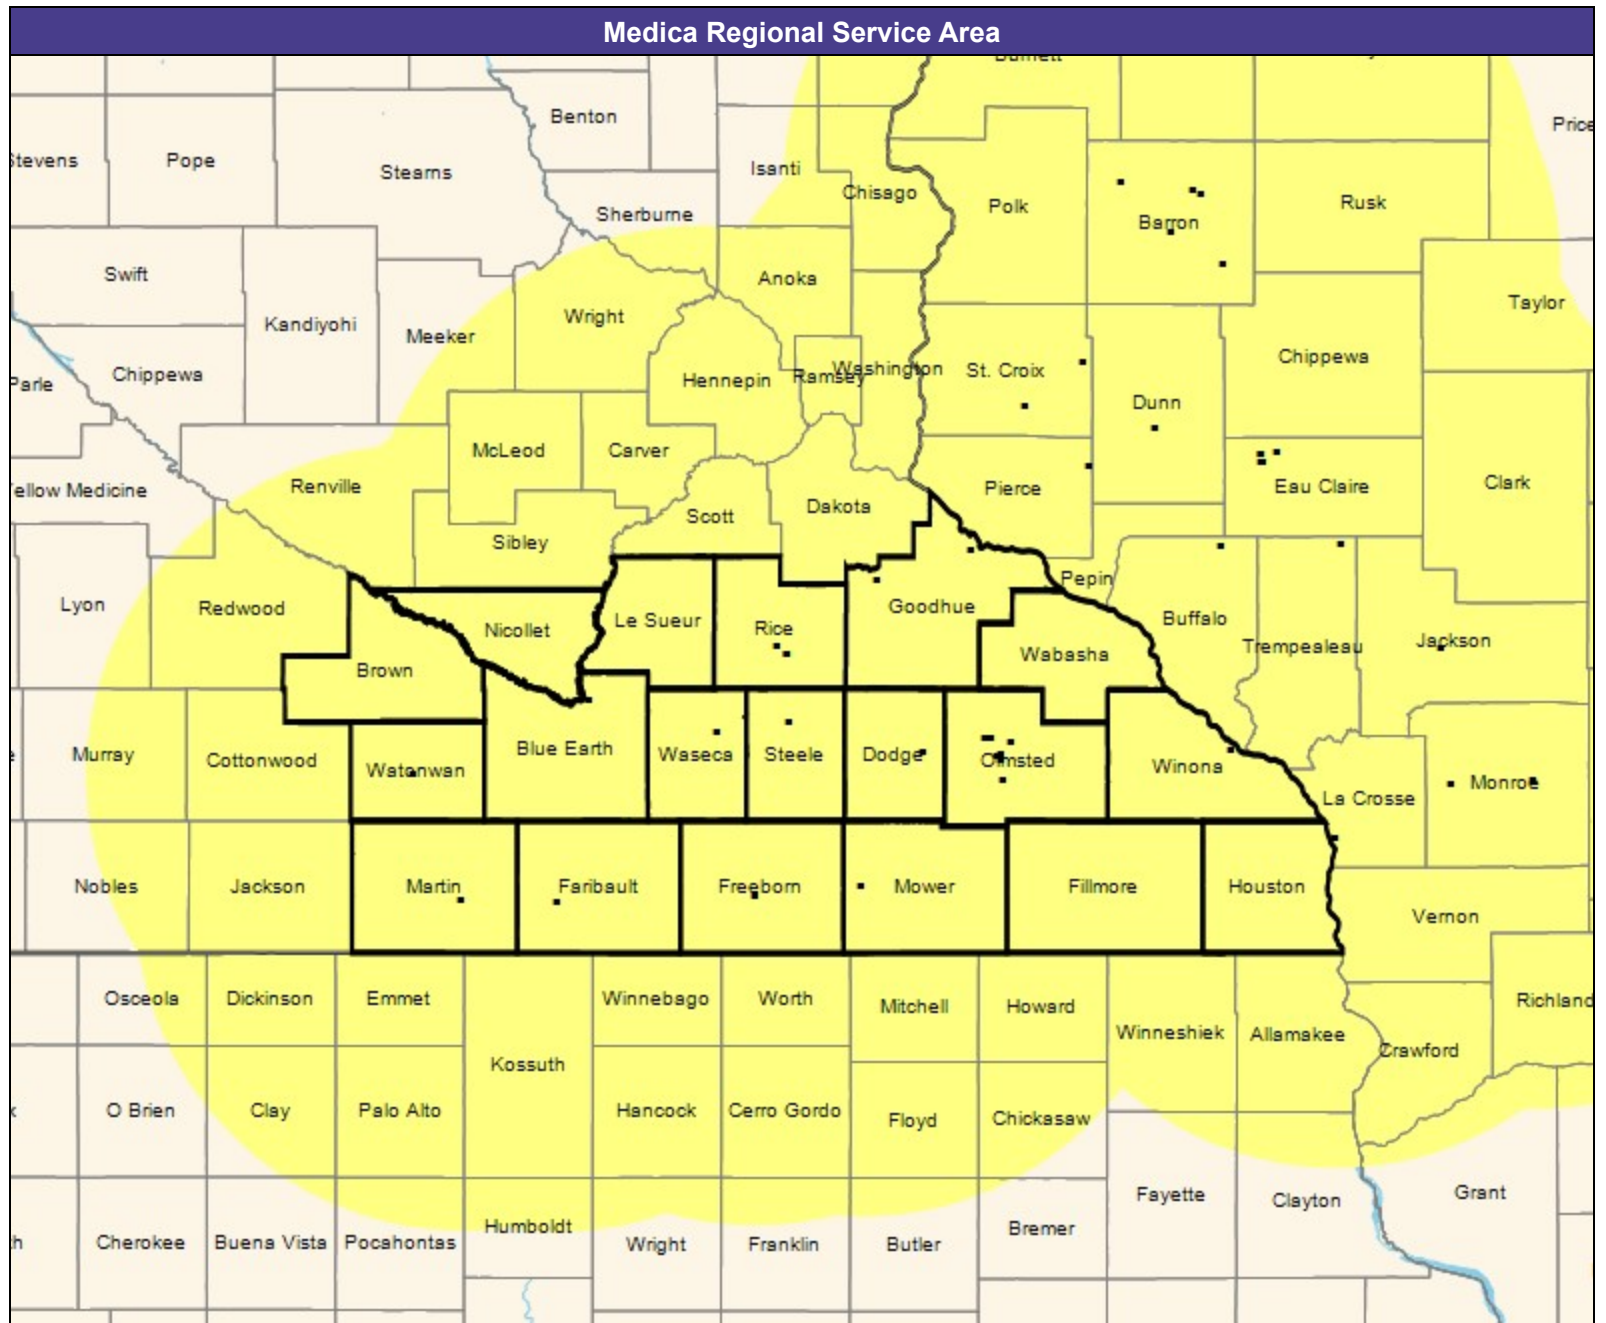 Medica Regional Service Area
Benton
Price
Stevens
Pope
Stearns
Isanti
Chisago
Polk
Barron
Rusk
Sherburne
Swift
Anoka
Taylor
Wright
Kandiyohi
Meeker
Chippewa
Parle
Chippewa
Hennepin
Ramsey
Washington
St. Croix
Dunn
McLeod
Carver
Renville
Yellow Medicine
Pierce
Eau Claire
Clark
Scott
Dakota
Sibley
Pepin
Lyon
Redwood
Nicollet
Le Sueur
Rice
Goodhue
Buffalo
Trempealeau
Jackson
Brown
Wabasha
Murray
Cottonwood
Watonwan
Blue Earth
Waseca
Steele
Dodge
Olmsted
Winona
La Crosse
Monroe
Nobles
Jackson
Martin
Faribault
Freeborn
Mower
Fillmore
Houston
Vernon
Osceola
Dickinson
Emmet
Winnebago
Worth
Mitchell
Howard
Richland
Winneshiek
Allamakee
Crawford
Kossuth
O Brien
Clay
Palo Alto
Hancock
Cerro Gordo
Floyd
Chickasaw
Fayette
Clayton
Grant
Cherokee
Buena Vista
Pocahontas
Humboldt
Wright
Franklin
Butler
Bremer